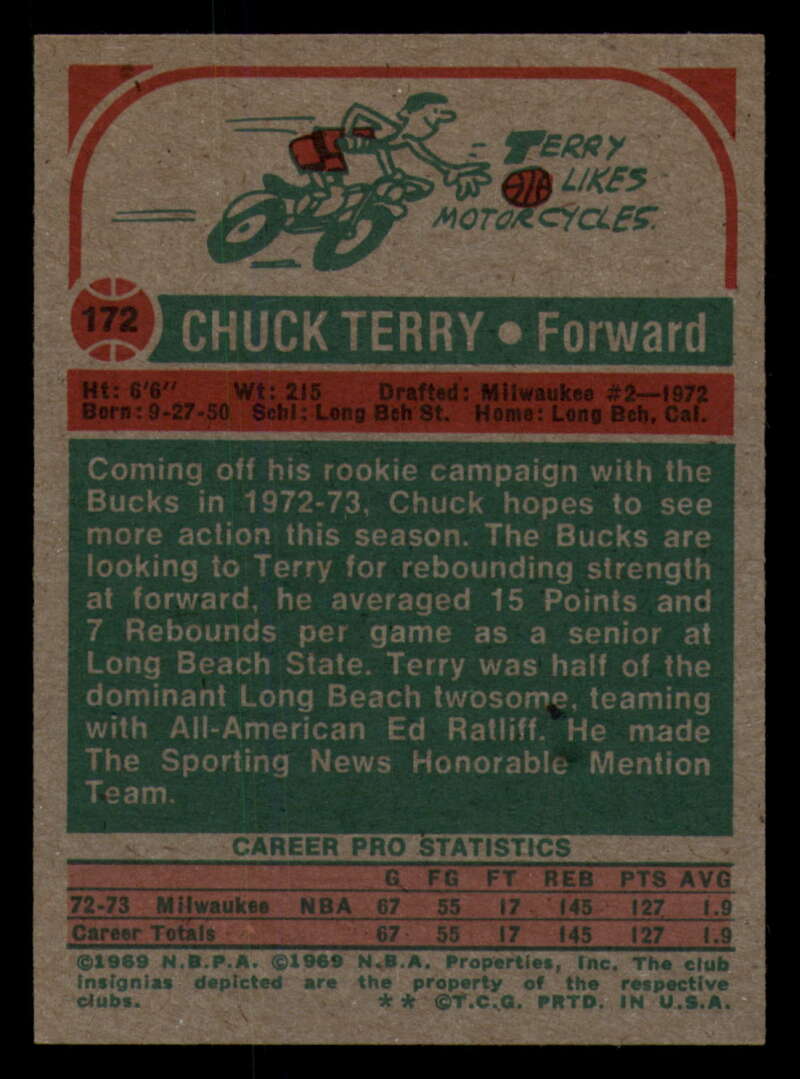 TERRY
LIKES
MOTORCYCLES.
172
CHUCK TERRY • Forward
Ht: 6'6" Wt: 215 Drafted: Milwaukee #2—1972
Born: 9-27-50 Schl: Long Bch St. Home: Long Bch, Cal.
Coming off his rookie campaign with the
Bucks in 1972-73, Chuck hopes to see
more action this season. The Bucks are
looking to Terry for rebounding strength
at forward, he averaged 15 Points and
7 Rebounds per game as a senior at
Long Beach State. Terry was half of the
dominant Long Beach twosome, teaming
with All-American Ed Ratliff. He made
The Sporting News Honorable Mention
Team.
CAREER PRO STATISTICS
G FG FT REB PTS AVG
72-73 Milwaukee NBA 67 55 17 145 127 1.9
Career Totals 67 55 17 145 127 1.9
©1969 N.B.P.A. ©1969 N.B.A. Properties, Inc. The club
insignias depicted are the property of the respective
clubs. ** ©T.C.G. PRTD. IN U.S.A.